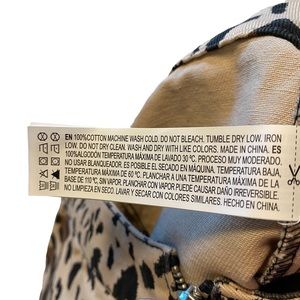 EN 100%COTTON MACHINE WASH COLD. DO NOT BLEACH. TUMBLE DRY LOW. IRON
LOW. DO NOT DRY CLEAN. WASH AND DRY WITH LIKE COLORS. MADE IN CHINA. ES
100%ALGODÓN TEMPERATURA MÁXIMA DE LAVADO 30 ºC. PROCESO MUY MODERADO.
NO USAR BLANQUEADOR. ES POSIBLE EL SECADO EN MÁQUINA, TEMPERATURA BAJA,
TEMPERATURA MÁXIMA DE 60 ºC. PLANCHAR A UNA TEMPERATURA MÁXIMA DE LA
BASE DE 110 ºC, SIN VAPOR. PLANCHAR CON VAPOR PUEDE CAUSAR DAÑO IRREVERSIBLE.
NO LIMPIEZA EN SECO. LAVAR Y SECAR CON COLORES SIMILARES. HECHO EN CHINA.